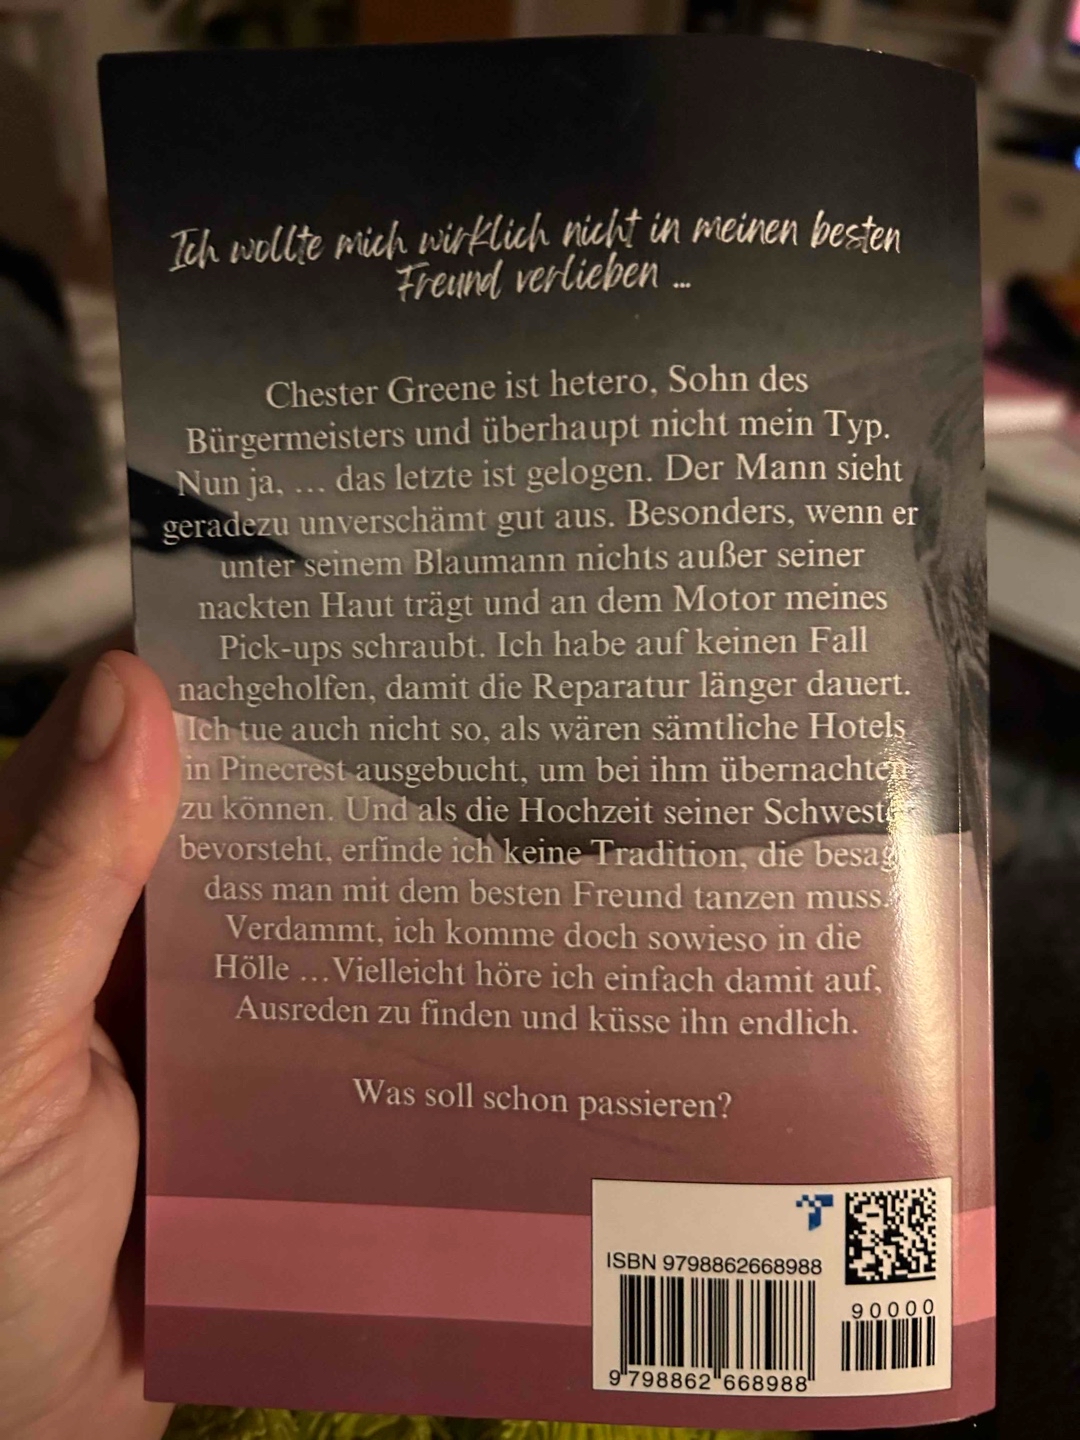 Ich wollte mich wirklich nicht in meinen besten
Freund verlieben ...
Chester Greene ist hetero, Sohn des
Bürgermeisters und überhaupt nicht mein Typ.
Nun ja, … das letzte ist gelogen. Der Mann sieht
geradezu unverschämt gut aus. Besonders, wenn er
unter seinem Blaumann nichts außer seiner
nackten Haut trägt und an dem Motor meines
Pick-ups schraubt. Ich habe auf keinen Fall
nachgeholfen, damit die Reparatur länger dauert.
Ich tue auch nicht so, als wären sämtliche Hotels
in Pinecrest ausgebucht, um bei ihm übernachten
zu können. Und als die Hochzeit seiner Schwester
bevorsteht, erfinde ich keine Tradition, die besagt,
dass man mit dem besten Freund tanzen muss.
Verdammt, ich komme doch sowieso in die
Hölle …Vielleicht höre ich einfach damit auf,
Ausreden zu finden und küsse ihn endlich.
Was soll schon passieren?
ISBN 9798862668988
90000
9 798862 668988